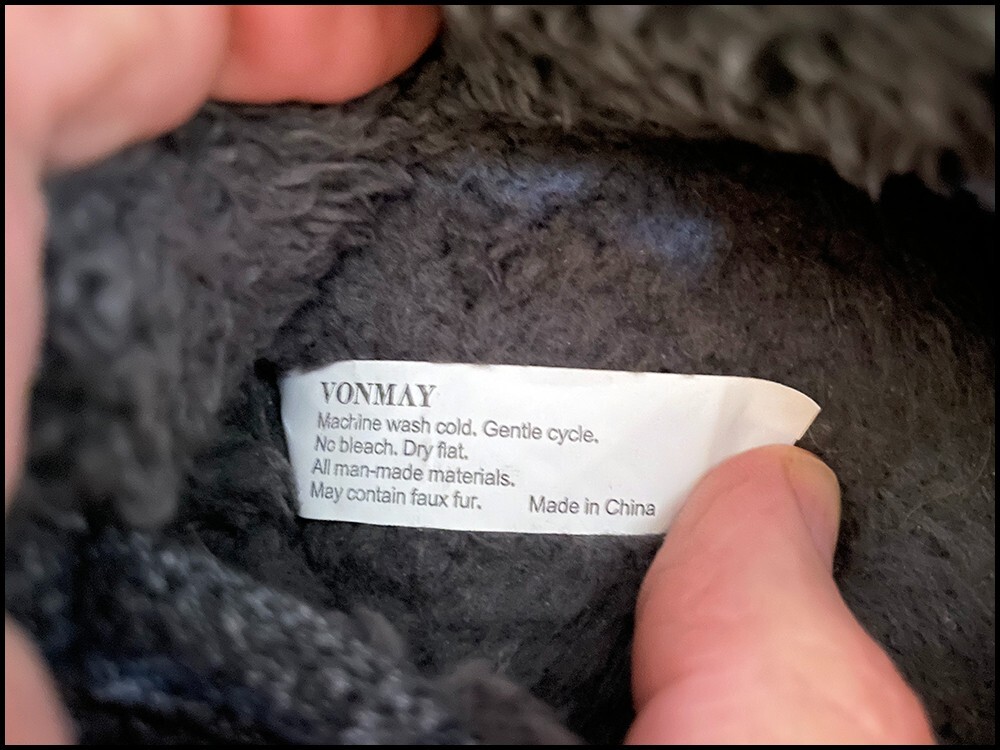 VONMAY
Machine wash cold. Gentle cycle.
No bleach. Dry flat.
All man-made materials.
May contain faux fur. Made in China